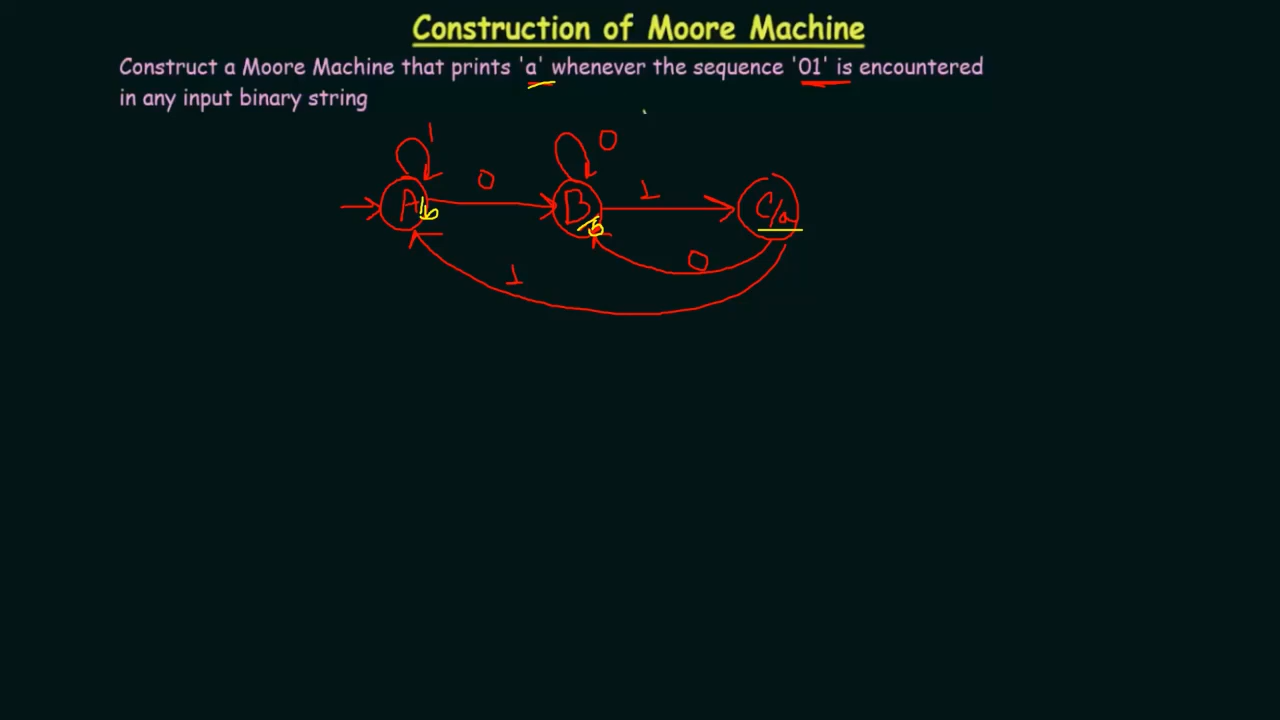 Construction of Moore Machine
Construct a Moore Machine that prints 'a' whenever the sequence '01' is encountered
in any input binary string
1
0
0
1
A/b
B/b
C/a
0
1